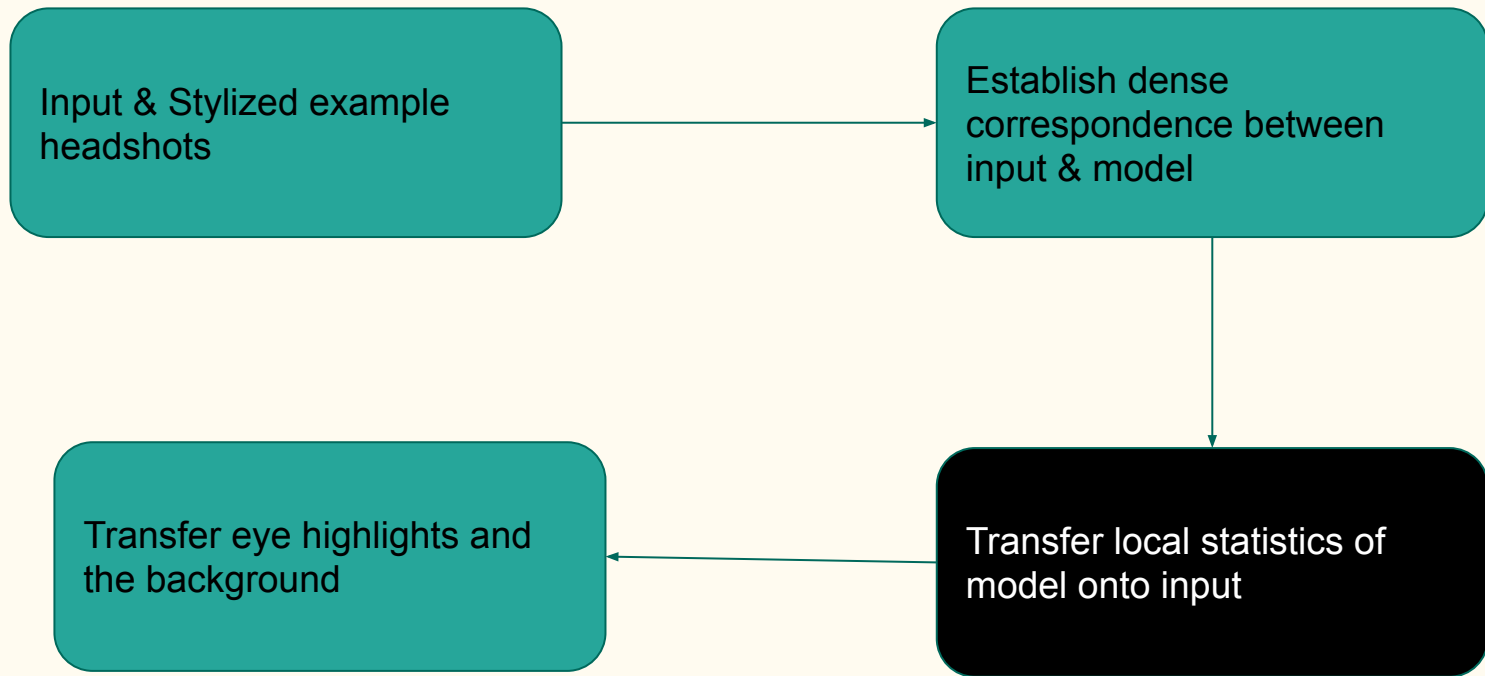 Input & Stylized example
headshots
Establish dense
correspondence between
input & model
Transfer local statistics of
model onto input
Transfer eye highlights and
the background